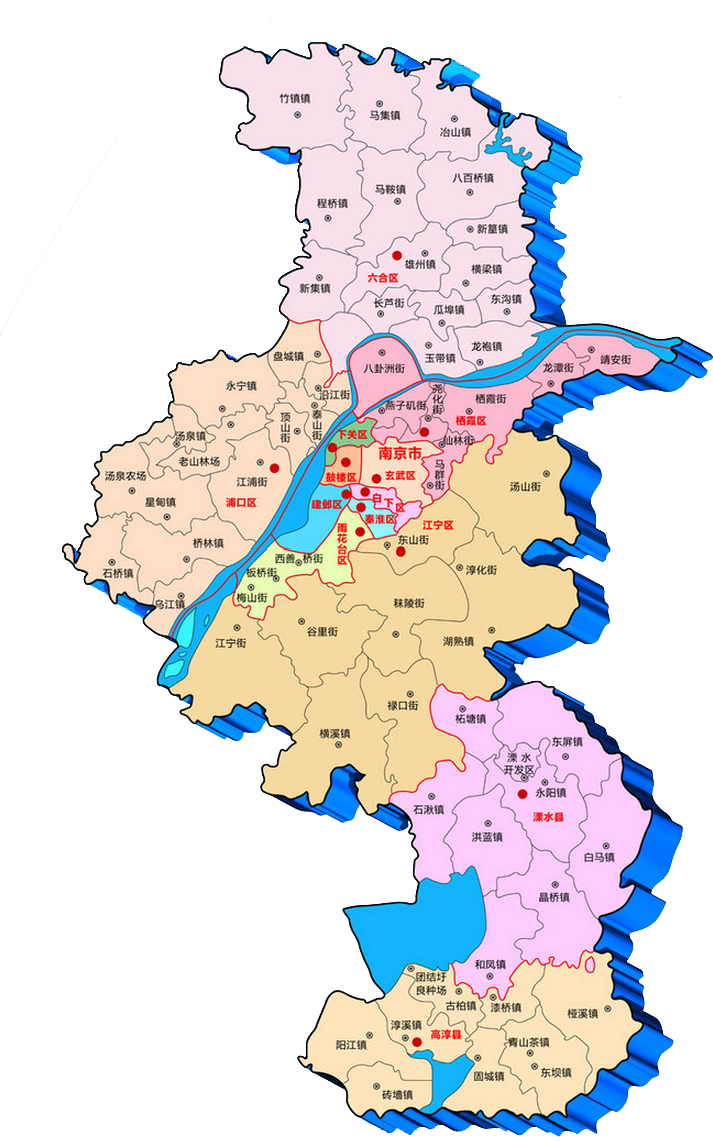 竹镇镇
马集镇
冶山镇
八百桥镇
马鞍镇
程桥镇
新篁镇
雄州镇
六合区
横梁镇
新集镇
长芦街
瓜埠镇
东沟镇
玉带镇
龙袍镇
盘城镇
八卦洲街
龙潭街
靖安街
永宁镇
沿江街
尧化街
燕子矶街
栖霞街
栖霞区
顶山街
泰山街
汤泉镇
下关区
仙林街
老山林场
南京市
汤泉农场
江浦街
鼓楼区
玄武区
马群街
汤山街
星甸镇
浦口区
建邺区
白下区
秦淮区
江宁区
雨花台区
桥林镇
东山街
西善桥街
石桥镇
板桥街
淳化街
乌江镇
梅山街
秣陵街
江宁街
谷里街
湖熟镇
禄口街
柘塘镇
横溪镇
东屏镇
溧水
开发区
永阳镇
石湫镇
溧水县
洪蓝镇
白马镇
晶桥镇
和凤镇
团结圩
良种场
古柏镇
漆桥镇
桠溪镇
淳溪镇
高淳县
阳江镇
青山茶镇
固城镇
东坝镇
砖墙镇